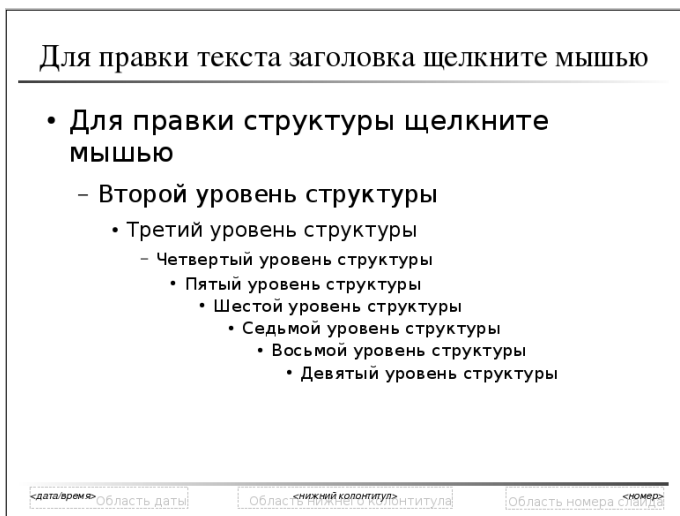 Для правки текста заголовка щелкните мышью
• Для правки структуры щелкните
мышью
– Второй уровень структуры
• Третий уровень структуры
– Четвертый уровень структуры
• Пятый уровень структуры
• Шестой уровень структуры
• Седьмой уровень структуры
• Восьмой уровень структуры
• Девятый уровень структуры
<дата/время> Область даты
<нижний колонтитул> Область нижнего колонтитула
<номер> Область номера слайда